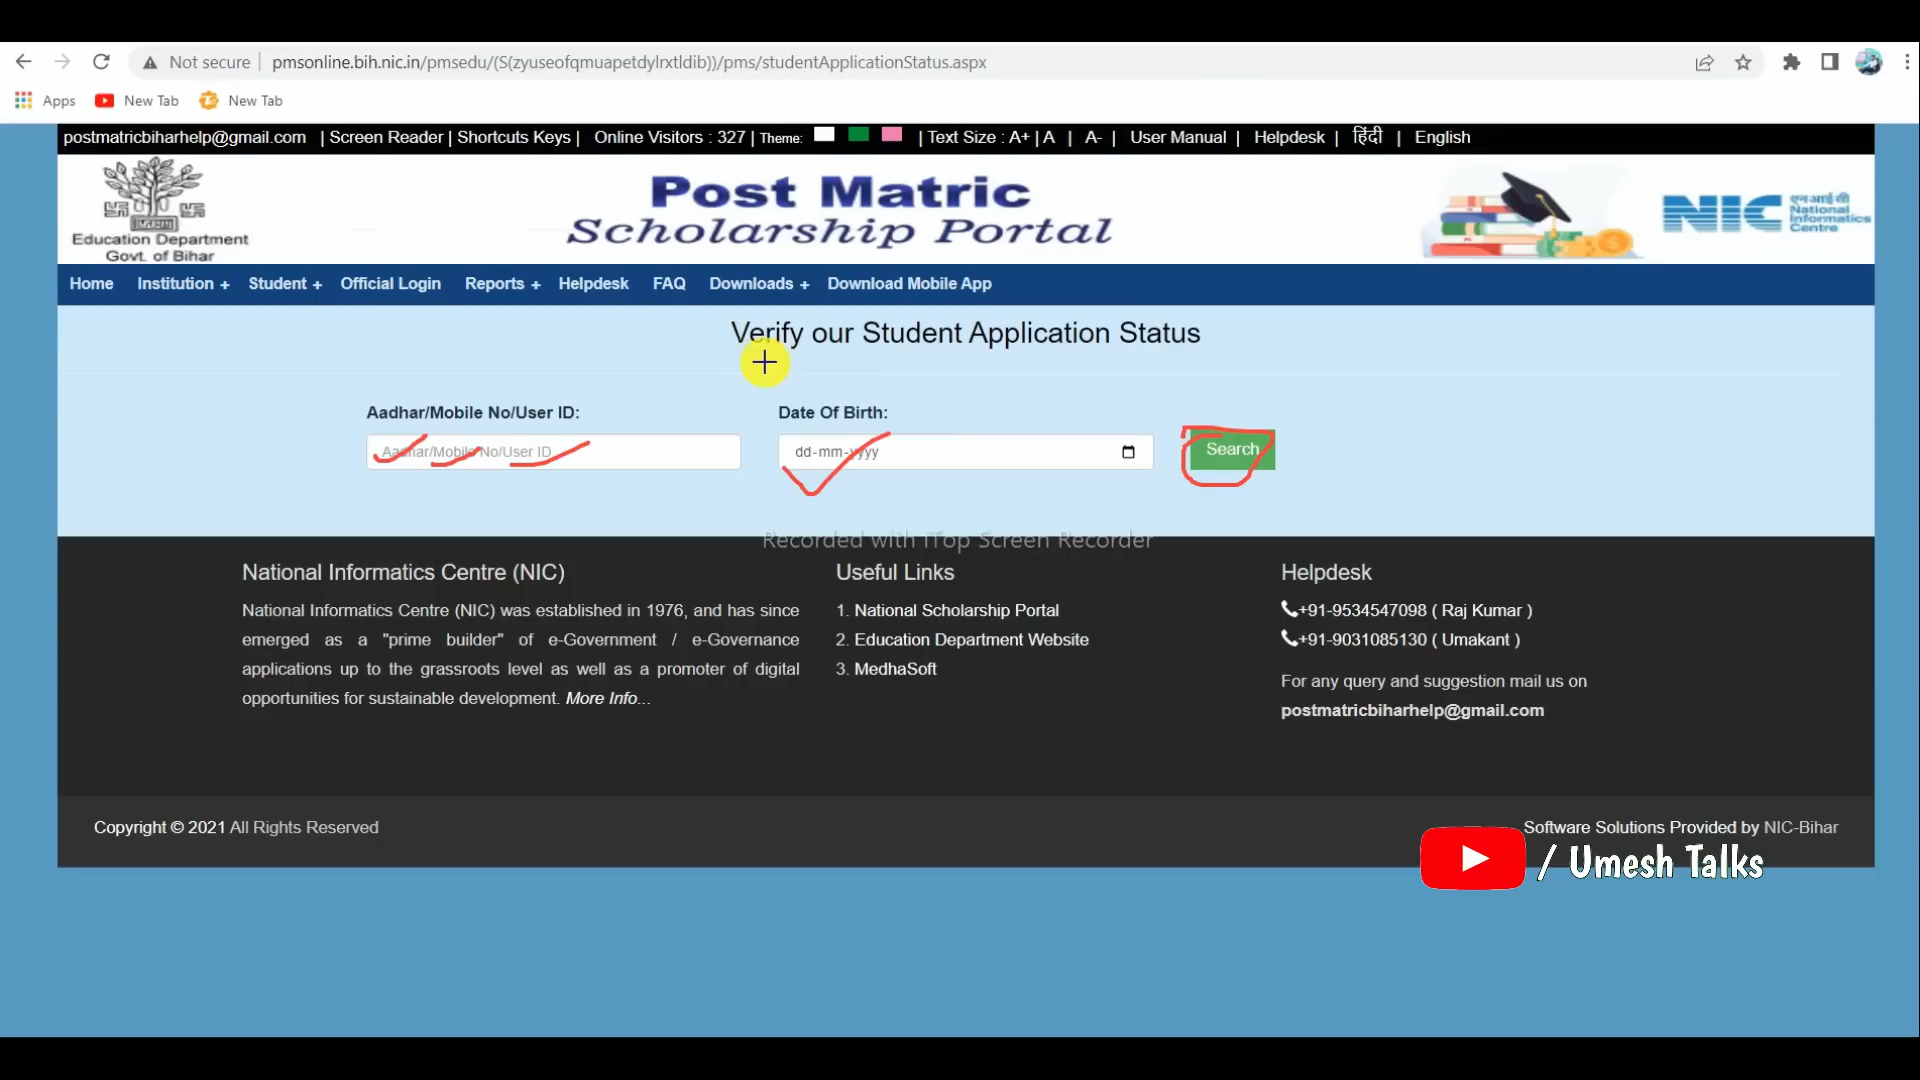 Not secure | pmsonline.bih.nic.in/pmsedu/(S(zyuseofqmuapetdylrxtldib))/pms/studentApplicationStatus.aspx
Apps New Tab New Tab
postmatricbiharhelp@gmail.com | Screen Reader | Shortcuts Keys | Online Visitors : 327 | Theme: | Text Size : A+ | A | A- | User Manual | Helpdesk | हिंदी | English
Education Department
Govt. of Bihar
Post Matric
Scholarship Portal
NIC एन आई सी
National
Informatics
Centre
Home Institution + Student + Official Login Reports + Helpdesk FAQ Downloads + Download Mobile App
Verify our Student Application Status
Aadhar/Mobile No/User ID: Date Of Birth:
Aadhar/Mobile No/User ID dd-mm-yyyy Search
Recorded with iTop Screen Recorder
National Informatics Centre (NIC)
National Informatics Centre (NIC) was established in 1976, and has since
emerged as a "prime builder" of e-Government / e-Governance
applications up to the grassroots level as well as a promoter of digital
opportunities for sustainable development. More Info...
Useful Links
1. National Scholarship Portal
2. Education Department Website
3. MedhaSoft
Helpdesk
+91-9534547098 ( Raj Kumar )
+91-9031085130 ( Umakant )
For any query and suggestion mail us on
postmatricbiharhelp@gmail.com
Copyright © 2021 All Rights Reserved
Software Solutions Provided by NIC-Bihar
/ Umesh Talks